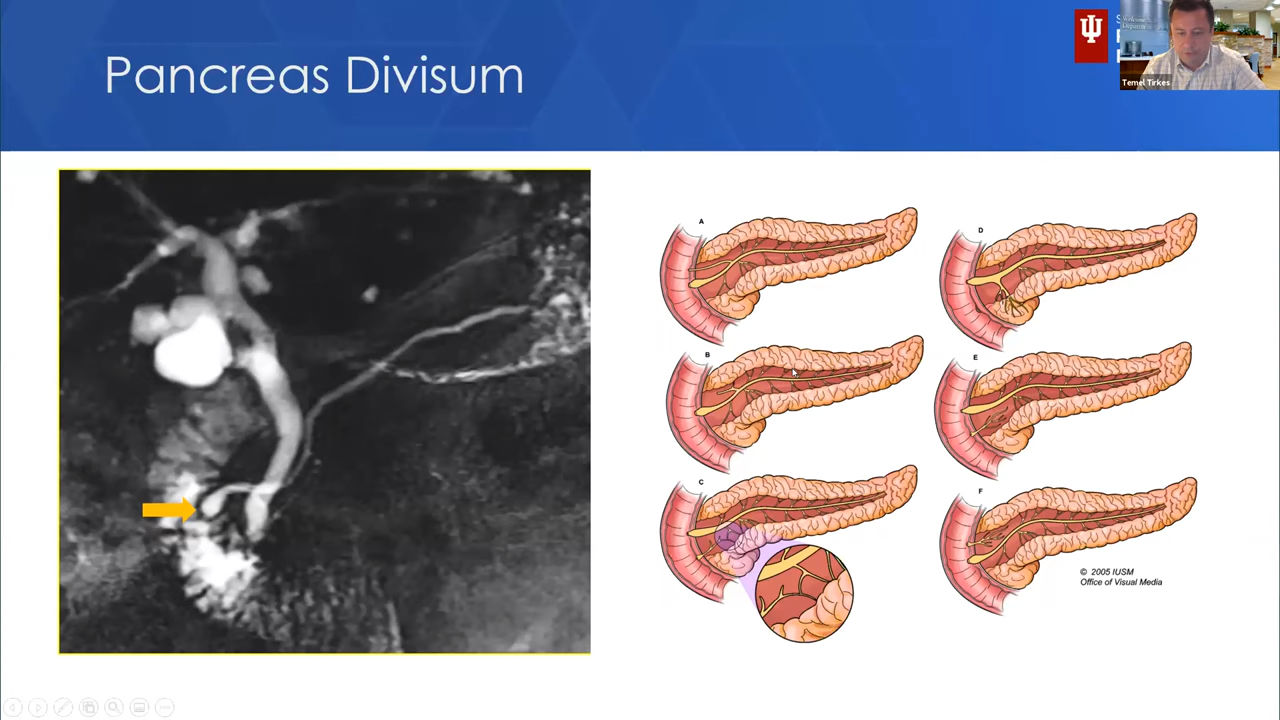 Pancreas Divisum
Temel Tirkes
A
B
C
D
E
F
© 2005 IUSM
Office of Visual Media